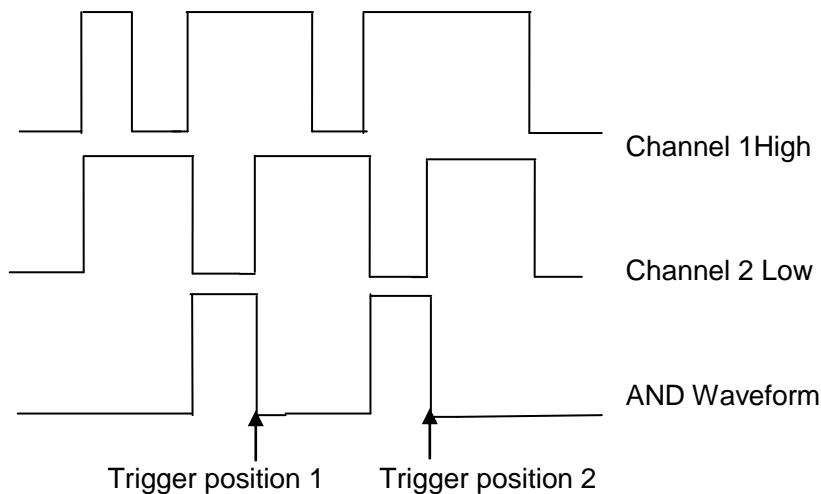 Channel 1High
Channel 2 Low
AND Waveform
Trigger position 1
Trigger position 2